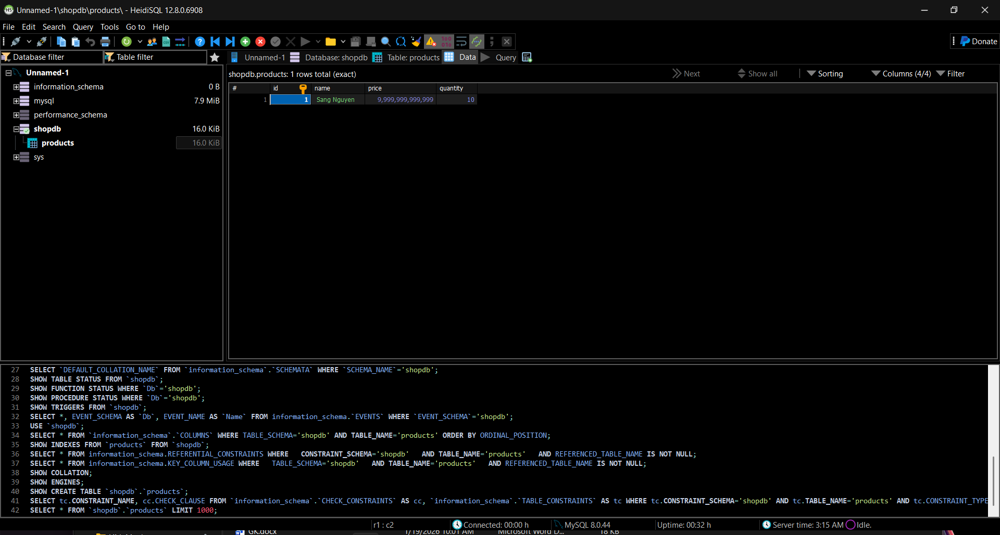 Unnamed-1\shopdb\products\ - HeidiSQL 12.8.0.6908
File Edit Search Query Tools Go to Help
Donate
Database filter Table filter Unnamed-1 Database: shopdb Table: products Data Query
Unnamed-1
information_schema 0 B
mysql 7.9 MiB
performance_schema
shopdb 16.0 KiB
products 16.0 KiB
sys
shopdb.products: 1 rows total (exact) Next Show all Sorting Columns (4/4) Filter
# id name price quantity
1 1 Sang Nguyen 9,999,999,999,999 10
27 SELECT `DEFAULT_COLLATION_NAME` FROM `information_schema`.`SCHEMATA` WHERE `SCHEMA_NAME`='shopdb';
28 SHOW TABLE STATUS FROM `shopdb`;
29 SHOW FUNCTION STATUS WHERE `Db`='shopdb';
30 SHOW PROCEDURE STATUS WHERE `Db`='shopdb';
31 SHOW TRIGGERS FROM `shopdb`;
32 SELECT *, EVENT_SCHEMA AS `Db`, EVENT_NAME AS `Name` FROM information_schema.`EVENTS` WHERE `EVENT_SCHEMA`='shopdb';
33 USE `shopdb`;
34 SELECT * FROM `information_schema`.`COLUMNS` WHERE TABLE_SCHEMA='shopdb' AND TABLE_NAME='products' ORDER BY ORDINAL_POSITION;
35 SHOW INDEXES FROM `products` FROM `shopdb`;
36 SELECT * FROM information_schema.REFERENTIAL_CONSTRAINTS WHERE CONSTRAINT_SCHEMA='shopdb' AND TABLE_NAME='products' AND REFERENCED_TABLE_NAME IS NOT NULL;
37 SELECT * FROM information_schema.KEY_COLUMN_USAGE WHERE TABLE_SCHEMA='shopdb' AND TABLE_NAME='products' AND REFERENCED_TABLE_NAME IS NOT NULL;
38 SHOW COLLATION;
39 SHOW ENGINES;
40 SHOW CREATE TABLE `shopdb`.`products`;
41 SELECT tc.CONSTRAINT_NAME, cc.CHECK_CLAUSE FROM `information_schema`.`CHECK_CONSTRAINTS` AS cc, `information_schema`.`TABLE_CONSTRAINTS` AS tc WHERE tc.CONSTRAINT_SCHEMA='shopdb' AND tc.TABLE_NAME='products' AND tc.CONSTRAINT_TYPE
42 SELECT * FROM `shopdb`.`products` LIMIT 1000;
r1 : c2 Connected: 00:00 h MySQL 8.0.44 Uptime: 00:32 h Server time: 3:15 AM Idle.
GK.docx 1/19/2026 10:01 AM Microsoft Word D... 18 KB